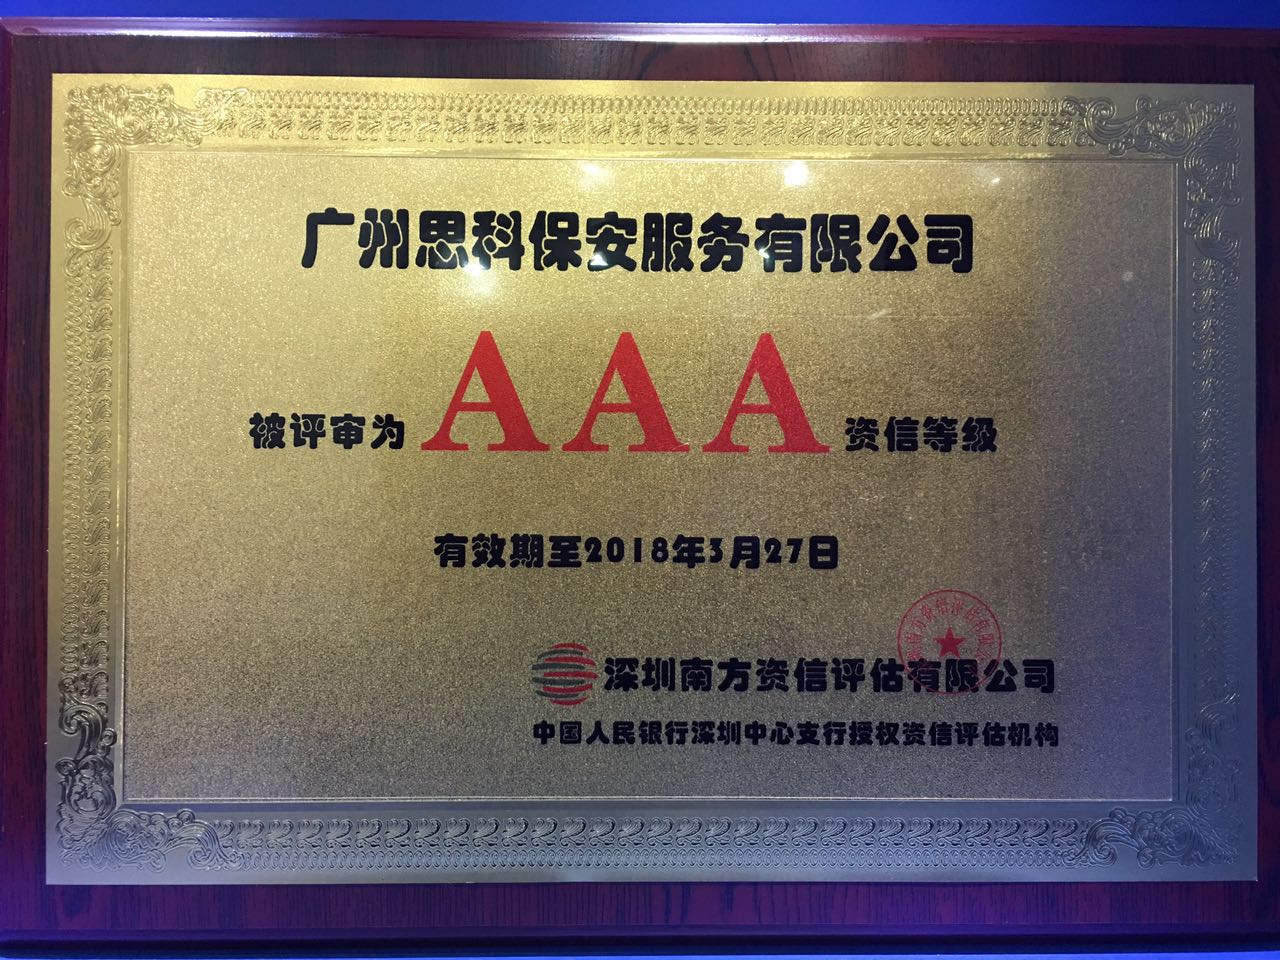 广州思科保安服务有限公司
被评审为AAA资信等级
有效期至2018年3月27日
深圳南方资信评估有限公司
中国人民银行深圳中心支行授权资信评估机构